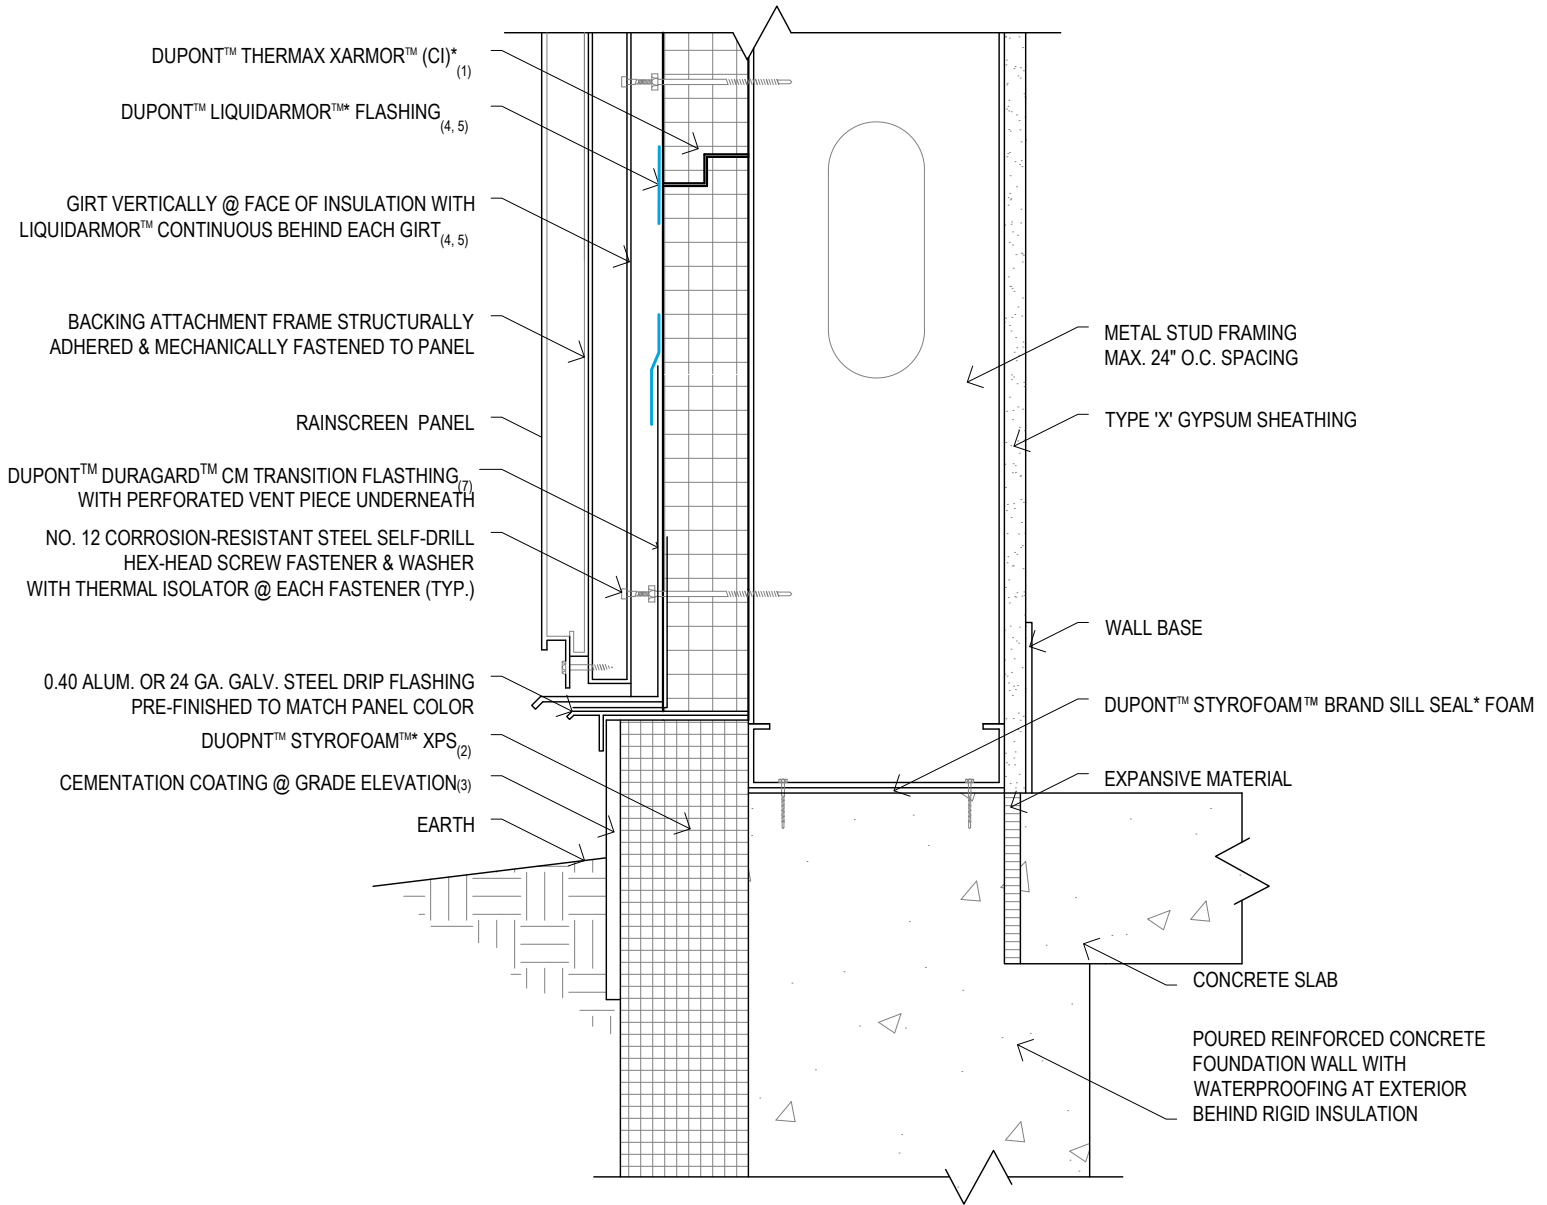 DUPONT™ THERMAX XARMOR™ (CI)*(1)
DUPONT™ LIQUIDARMOR™* FLASHING(4, 5)
GIRT VERTICALLY @ FACE OF INSULATION WITH
LIQUIDARMOR™ CONTINUOUS BEHIND EACH GIRT(4, 5)
BACKING ATTACHMENT FRAME STRUCTURALLY
ADHERED & MECHANICALLY FASTENED TO PANEL
RAINSCREEN PANEL
DUPONT™ DURAGARD™ CM TRANSITION FLASTHING(7)
WITH PERFORATED VENT PIECE UNDERNEATH
NO. 12 CORROSION-RESISTANT STEEL SELF-DRILL
HEX-HEAD SCREW FASTENER & WASHER
WITH THERMAL ISOLATOR @ EACH FASTENER (TYP.)
0.40 ALUM. OR 24 GA. GALV. STEEL DRIP FLASHING
PRE-FINISHED TO MATCH PANEL COLOR
DUOPNT™ STYROFOAM™* XPS(2)
CEMENTATION COATING @ GRADE ELEVATION(3)
EARTH
METAL STUD FRAMING
MAX. 24" O.C. SPACING
TYPE 'X' GYPSUM SHEATHING
WALL BASE
DUPONT™ STYROFOAM™ BRAND SILL SEAL* FOAM
EXPANSIVE MATERIAL
CONCRETE SLAB
POURED REINFORCED CONCRETE
FOUNDATION WALL WITH
WATERPROOFING AT EXTERIOR
BEHIND RIGID INSULATION